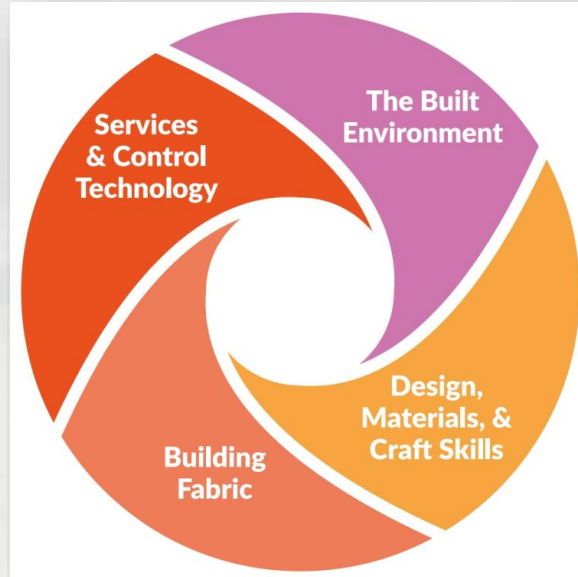 The Built
Environment
Design,
Materials, &
Craft Skills
Building
Fabric
Services
& Control
Technology